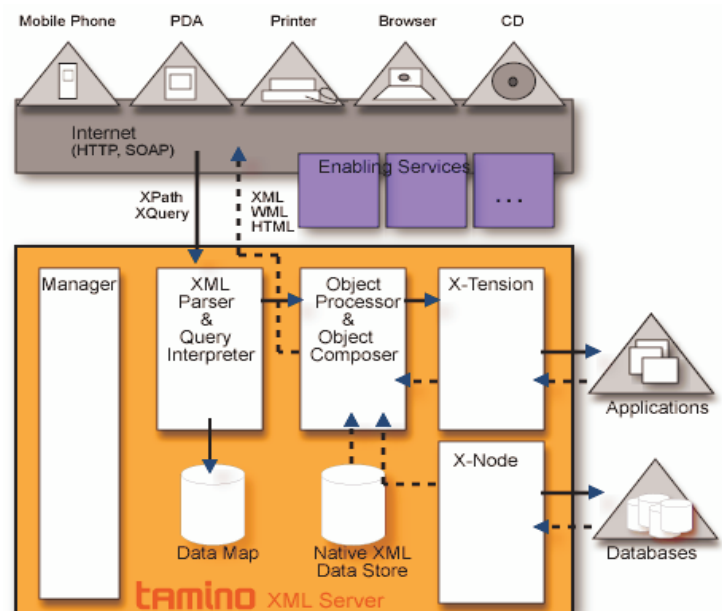 Mobile Phone
PDA
Printer
Browser
CD
Internet
(HTTP, SOAP)
Enabling Services
...
XPath
XQuery
XML
WML
HTML
Manager
XML
Parser
&
Query
Interpreter
Object
Processor
&
Object
Composer
X-Tension
Applications
X-Node
Data Map
Native XML
Data Store
Databases
tamino XML Server